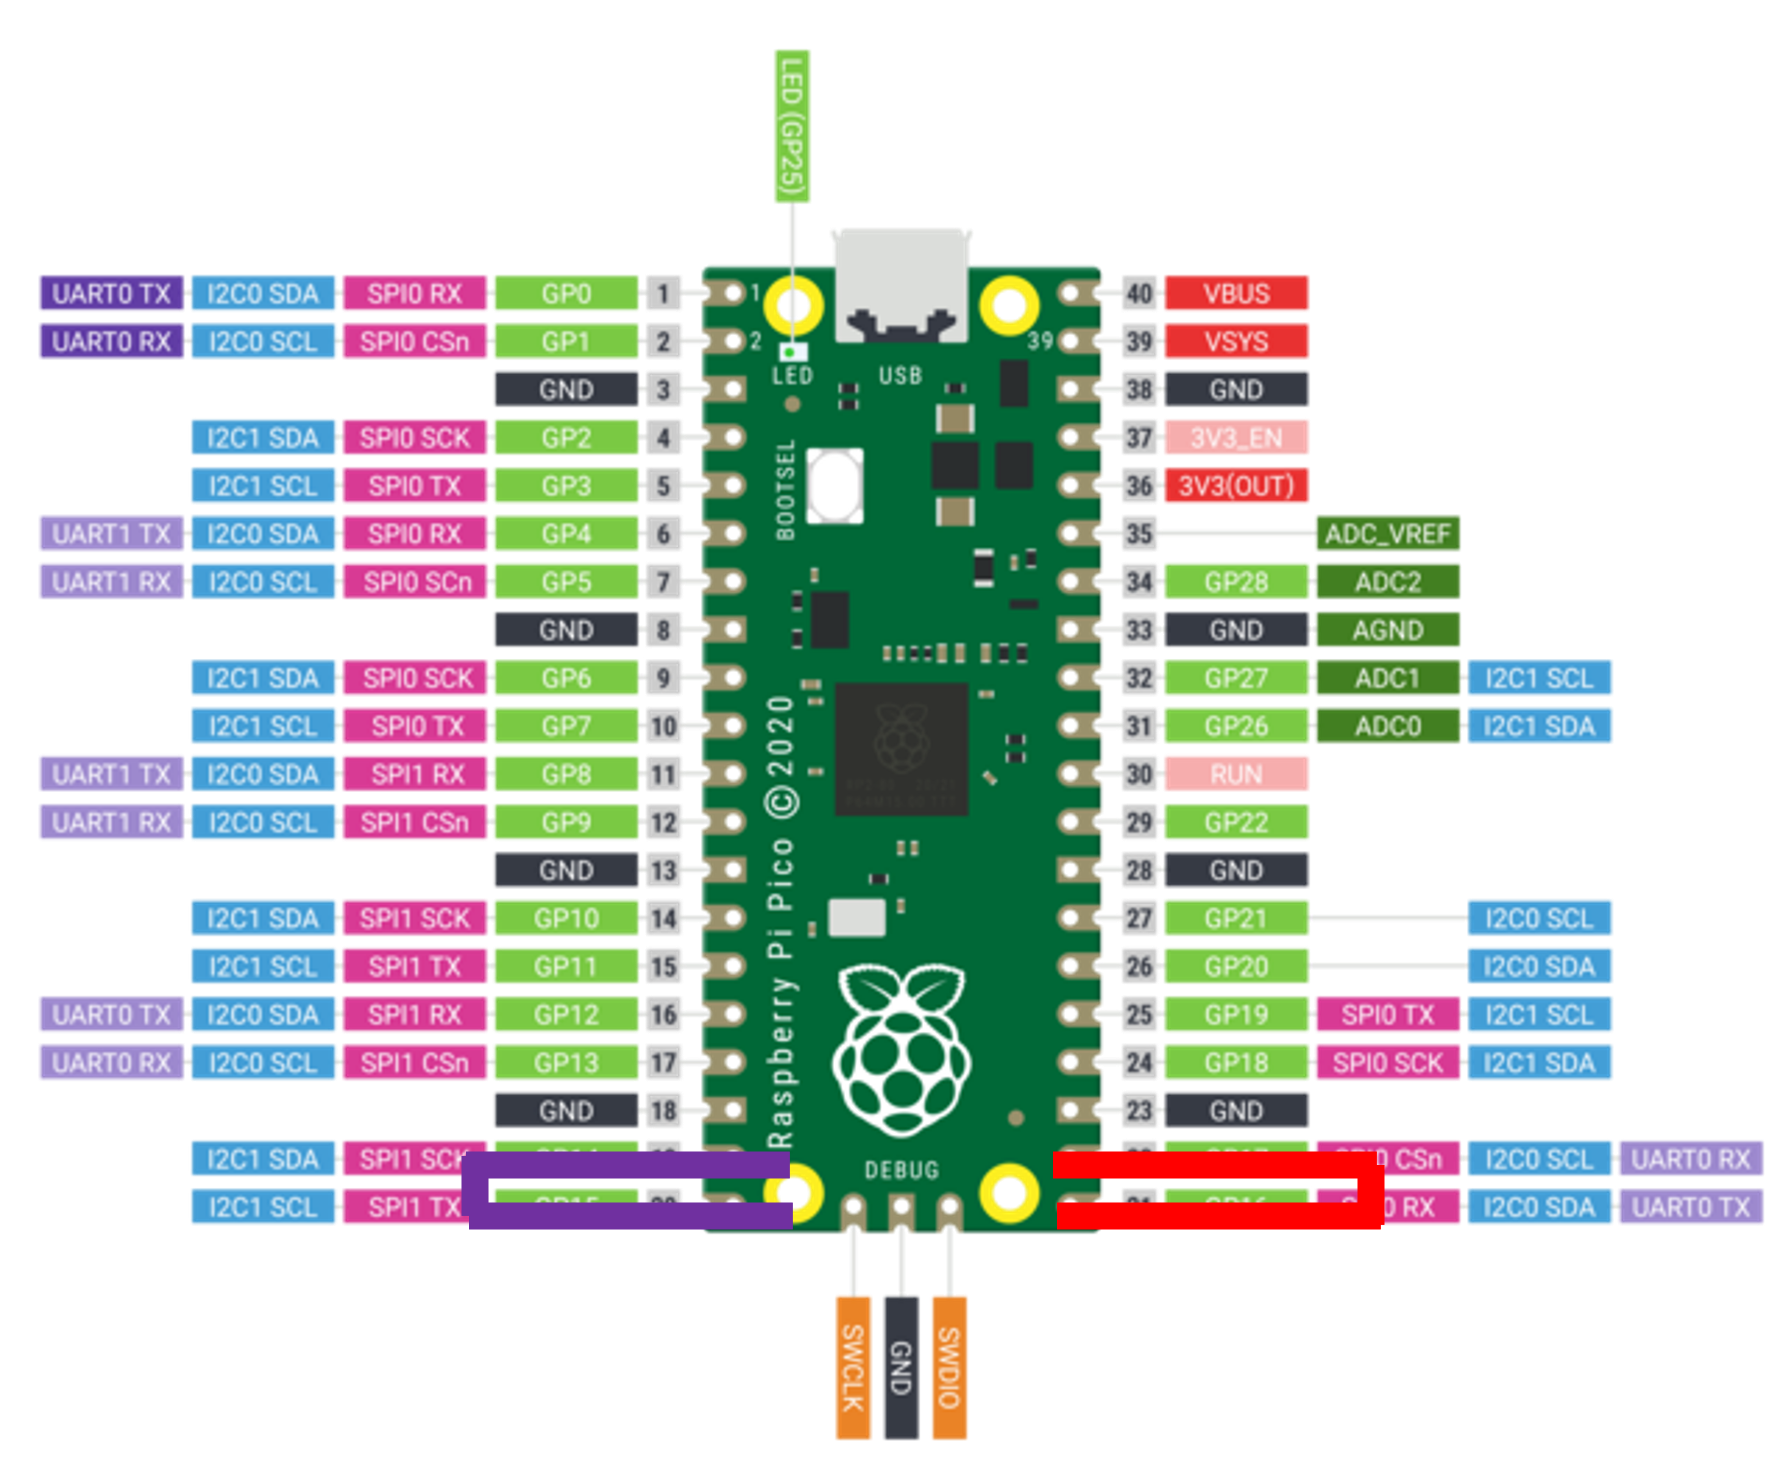 LED (GP25)
UART0 TX I2C0 SDA SPI0 RX GP0 1 1 40 VBUS
UART0 RX I2C0 SCL SPI0 CSn GP1 2 2 39 39 VSYS
LED USB
GND 3 38 GND
I2C1 SDA SPI0 SCK GP2 4 37 3V3_EN
I2C1 SCL SPI0 TX GP3 5 36 3V3(OUT)
BOOTSEL
UART1 TX I2C0 SDA SPI0 RX GP4 6 35 ADC_VREF
UART1 RX I2C0 SCL SPI0 SCn GP5 7 34 GP28 ADC2
GND 8 33 GND AGND
I2C1 SDA SPI0 SCK GP6 9 32 GP27 ADC1 I2C1 SCL
I2C1 SCL SPI0 TX GP7 10 31 GP26 ADC0 I2C1 SDA
UART1 TX I2C0 SDA SPI1 RX GP8 11 30 RUN
UART1 RX I2C0 SCL SPI1 CSn GP9 12 29 GP22
GND 13 28 GND
Raspberry Pi Pico ©2020
I2C1 SDA SPI1 SCK GP10 14 27 GP21 I2C0 SCL
I2C1 SCL SPI1 TX GP11 15 26 GP20 I2C0 SDA
UART0 TX I2C0 SDA SPI1 RX GP12 16 25 GP19 SPI0 TX I2C1 SCL
UART0 RX I2C0 SCL SPI1 CSn GP13 17 24 GP18 SPI0 SCK I2C1 SDA
GND 18 23 GND
I2C1 SDA SPI1 SCK CSn I2C0 SCL UART0 RX
DEBUG
I2C1 SCL SPI1 TX RX I2C0 SDA UART0 TX
SWCLK GND SWDIO